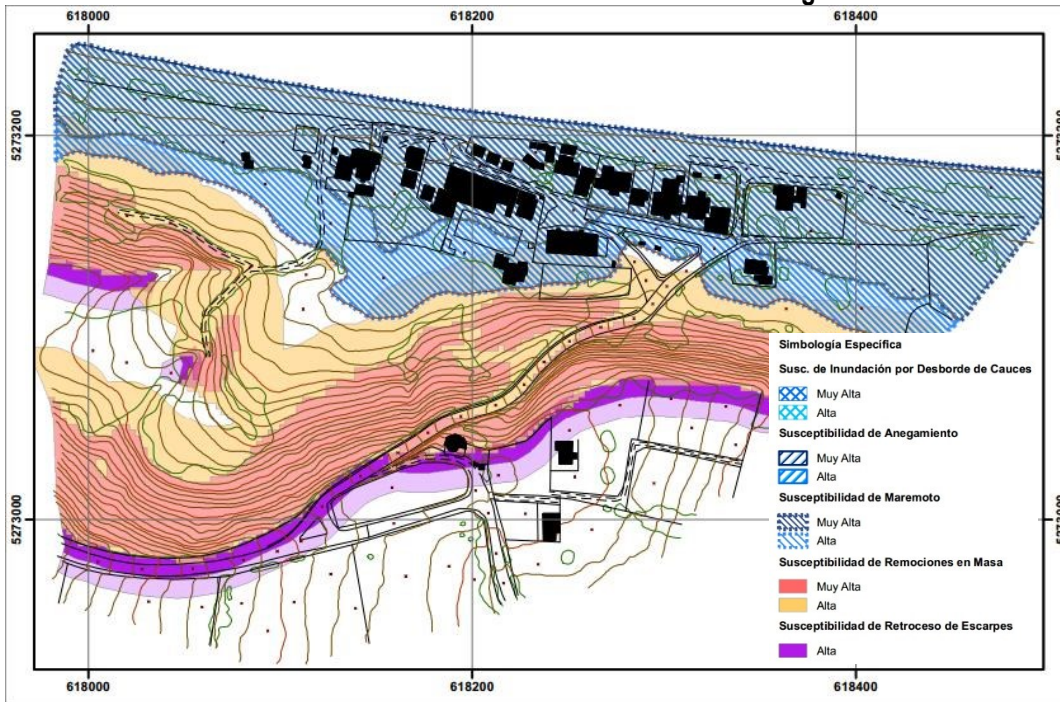 618000 618200 618400
5273200
5273000
Simbología Especifica
Susc. de Inundación por Desborde de Cauces
Muy Alta
Alta
Susceptibilidad de Anegamiento
Muy Alta
Alta
Susceptibilidad de Maremoto
Muy Alta
Alta
Susceptibilidad de Remociones en Masa
Muy Alta
Alta
Susceptibilidad de Retroceso de Escarpes
Alta
618000 618200 618400